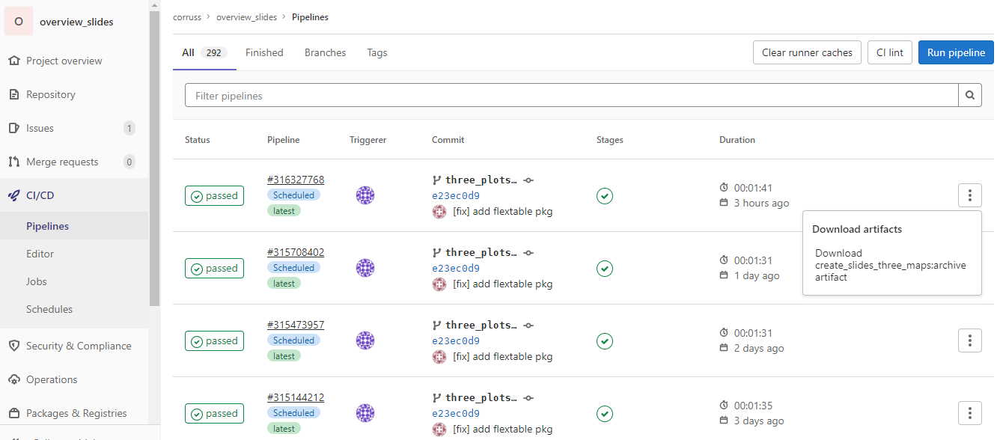 O overview_slides
Project overview
Repository
Issues 1
Merge requests 0
CI/CD
Pipelines
Editor
Jobs
Schedules
Security & Compliance
Operations
Packages & Registries
corruss > overview_slides > Pipelines
All 292 Finished Branches Tags Clear runner caches CI lint Run pipeline
Filter pipelines
Status Pipeline Triggerer Commit Stages Duration
passed
#316327768
Scheduled
latest
three_plots…
e23ec0d9
[fix] add flextable pkg
00:01:41
3 hours ago
Download artifacts
Download
create_slides_three_maps:archive
artifact
passed
#315708402
Scheduled
latest
three_plots…
e23ec0d9
[fix] add flextable pkg
00:01:31
1 day ago
passed
#315473957
Scheduled
latest
three_plots…
e23ec0d9
[fix] add flextable pkg
00:01:31
2 days ago
passed
#315144212
Scheduled
latest
three_plots…
e23ec0d9
[fix] add flextable pkg
00:01:35
3 days ago